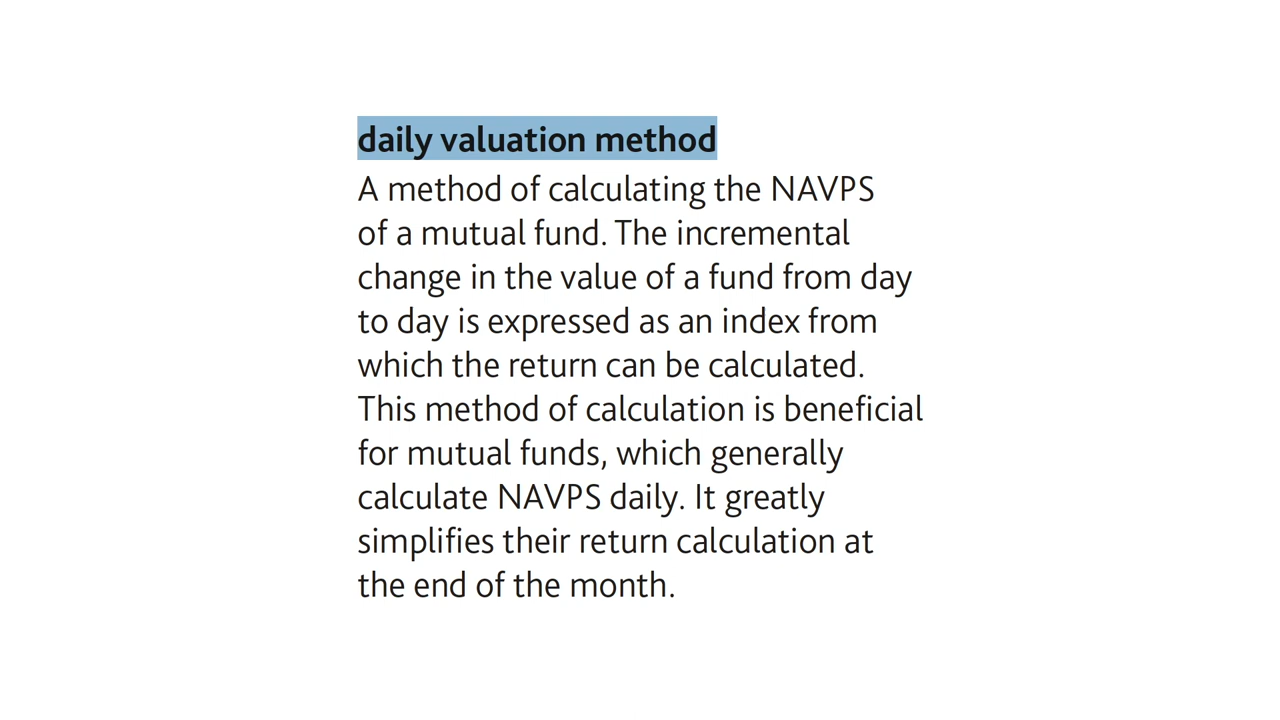 daily valuation method
A method of calculating the NAVPS
of a mutual fund. The incremental
change in the value of a fund from day
to day is expressed as an index from
which the return can be calculated.
This method of calculation is beneficial
for mutual funds, which generally
calculate NAVPS daily. It greatly
simplifies their return calculation at
the end of the month.